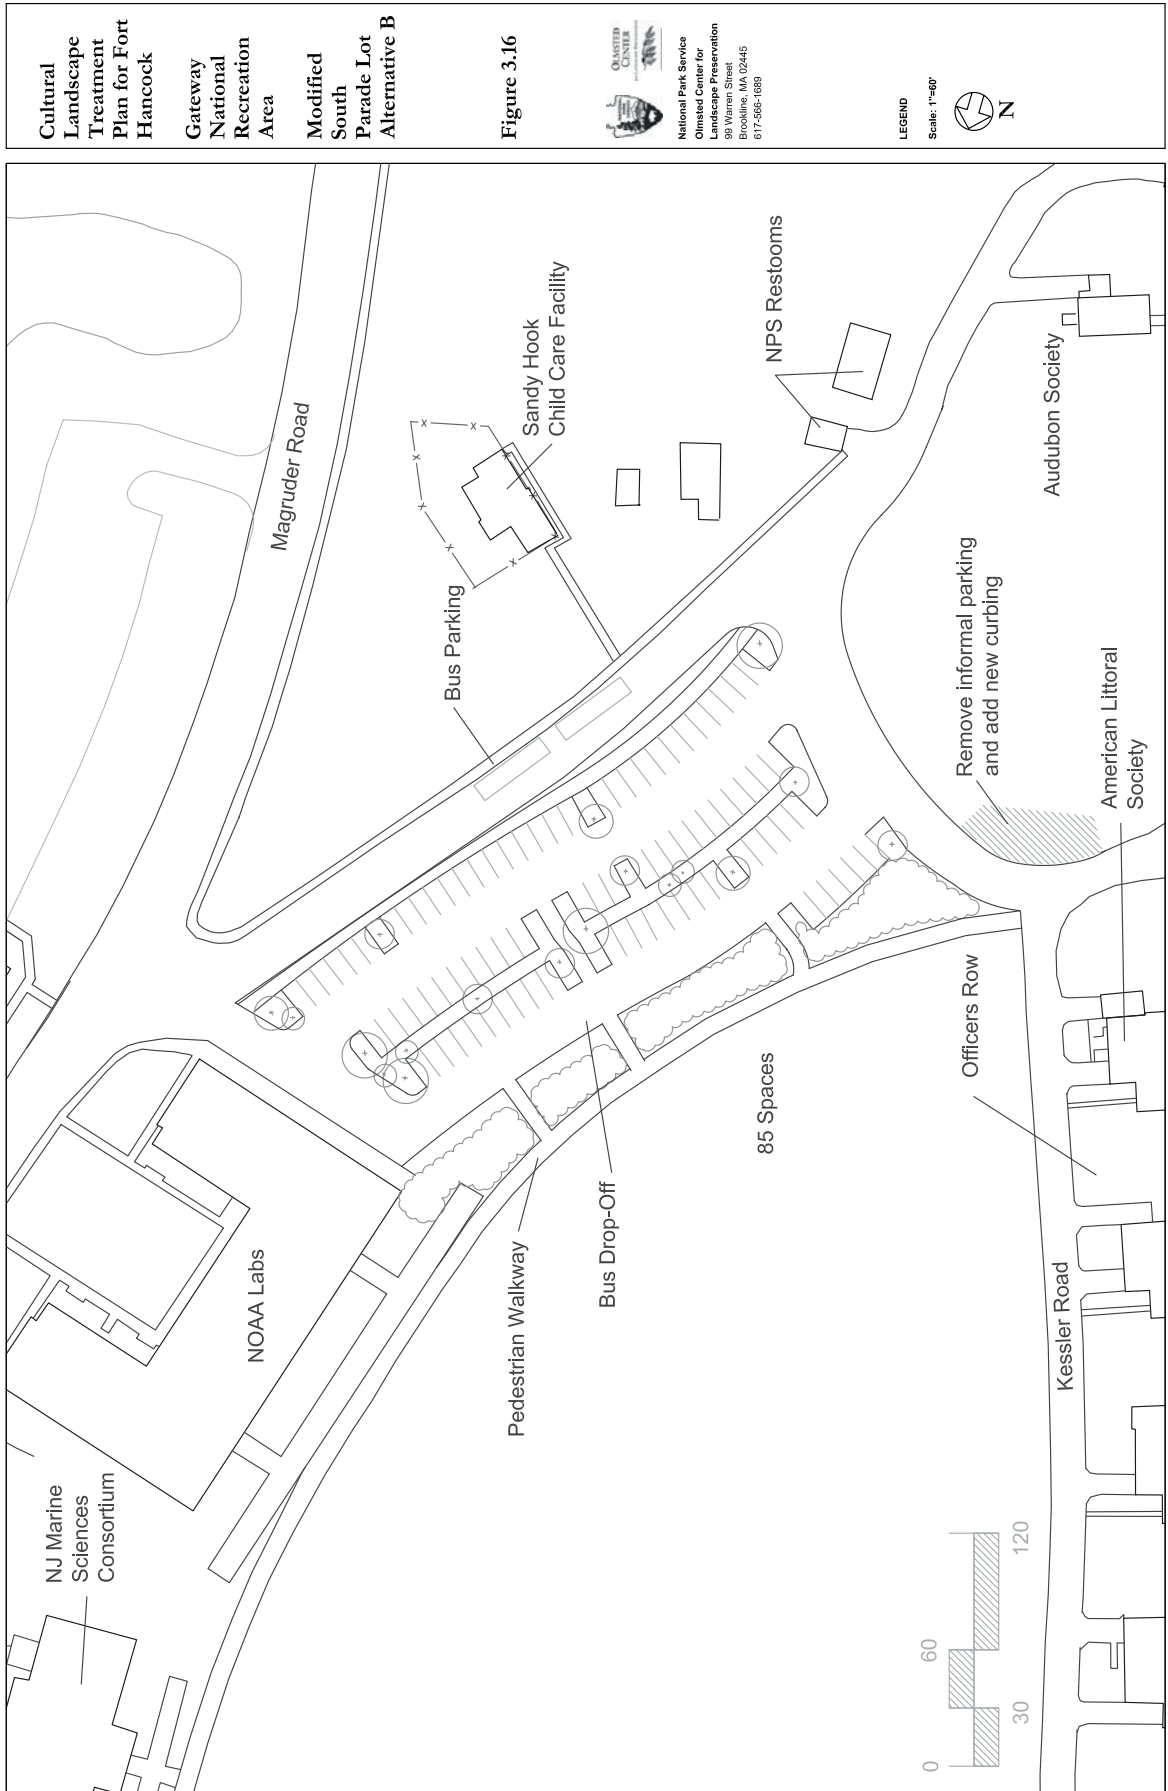 Cultural
Landscape
Treatment
Plan for Fort
Hancock
Gateway
National
Recreation
Area
Modified
South
Parade Lot
Alternative B
Figure 3.16
OLMSTED
CENTER
National Park Service
Olmsted Center for
Landscape Preservation
99 Warren Street
Brookline, MA 02445
617-566-1689
LEGEND
Scale: 1"=60'
N
Magruder Road
Sandy Hook
Child Care Facility
NPS Restooms
Bus Parking
Audubon Society
Remove informal parking
and add new curbing
American Littoral
Society
Officers Row
85 Spaces
Bus Drop-Off
Pedestrian Walkway
NOAA Labs
Kessler Road
NJ Marine
Sciences
Consortium
0
30
60
120